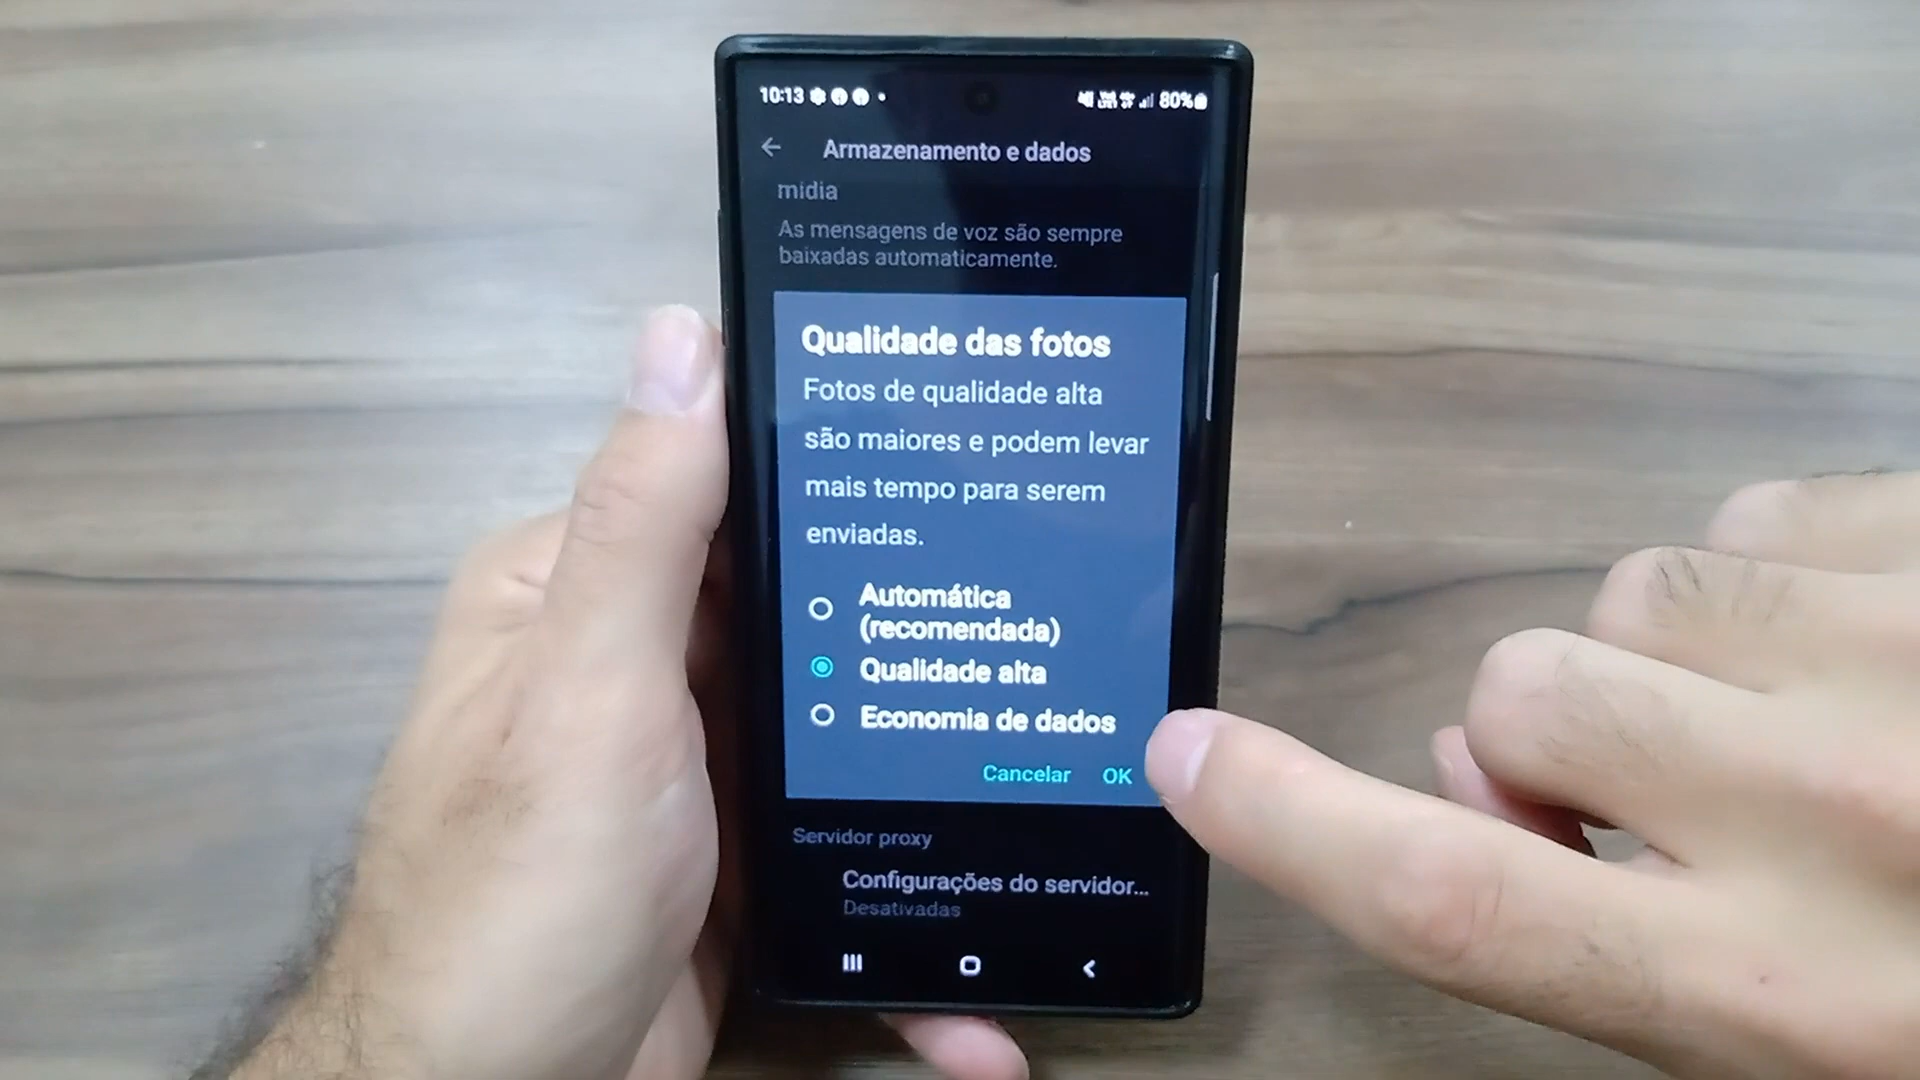 10:13
80%
Armazenamento e dados
mídia
As mensagens de voz são sempre
baixadas automaticamente.
Qualidade das fotos
Fotos de qualidade alta
são maiores e podem levar
mais tempo para serem
enviadas.
Automática
(recomendada)
Qualidade alta
Economia de dados
Cancelar OK
Servidor proxy
Configurações do servidor...
Desativadas